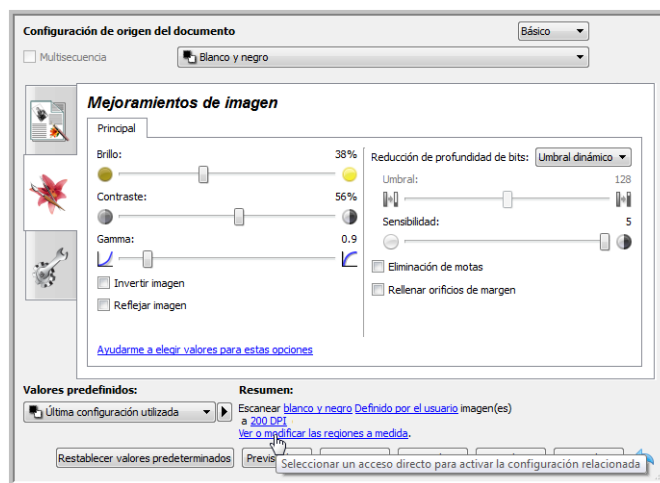 Configuración de origen del documento
Básico
Multisecuencia
Blanco y negro
Mejoramientos de imagen
Principal
Brillo:
38%
Contraste:
56%
Gamma:
0.9
Invertir imagen
Reflejar imagen
Reducción de profundidad de bits:
Umbral dinámico
Umbral:
128
Sensibilidad:
5
Eliminación de motas
Rellenar orificios de margen
Ayudarme a elegir valores para estas opciones
Valores predefinidos:
Última configuración utilizada
Resumen:
Escanear blanco y negro Definido por el usuario imagen(es)
a 200 DPI
Ver o modificar las regiones a medida.
Restablecer valores predeterminados
Previs
Seleccionar un acceso directo para activar la configuración relacionada